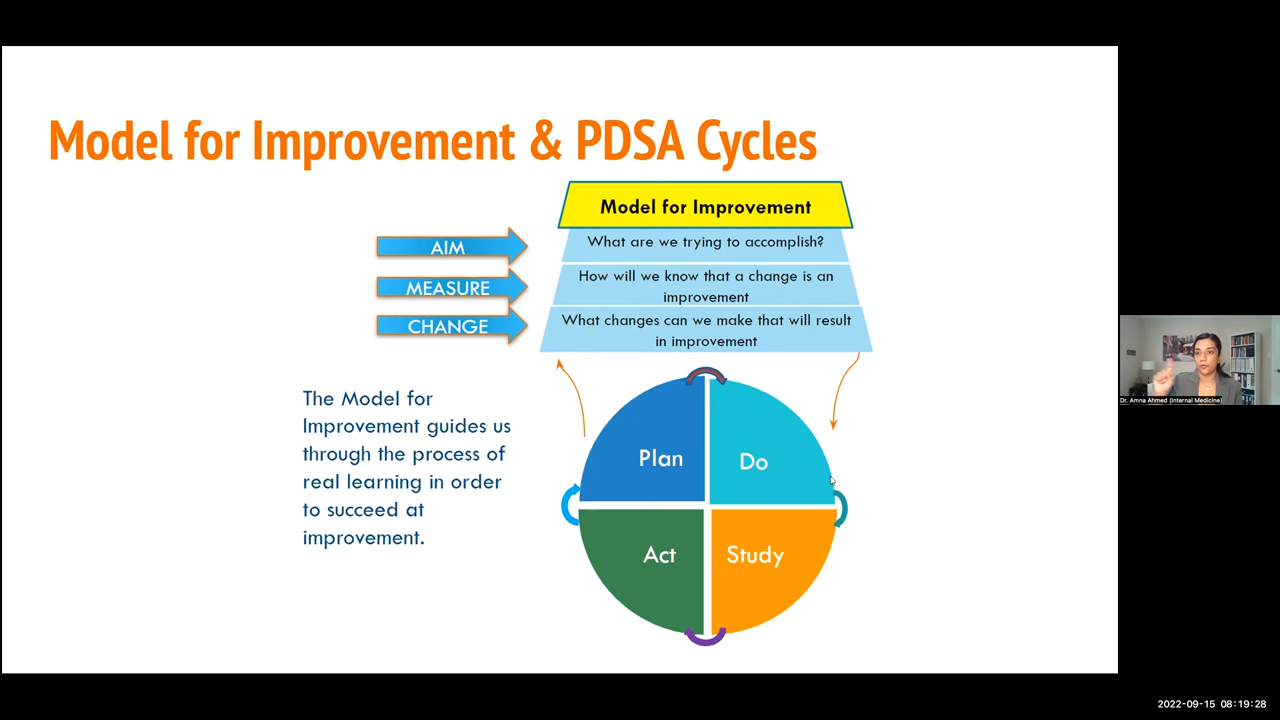 Model for Improvement & PDSA Cycles
Model for Improvement
AIM
What are we trying to accomplish?
MEASURE
How will we know that a change is an
improvement
CHANGE
What changes can we make that will result
in improvement
The Model for
Improvement guides us
through the process of
real learning in order
to succeed at
improvement.
Plan
Do
Act
Study
Dr. Amna Ahmed (Internal Medicine)
2022-09-15 08:19:28